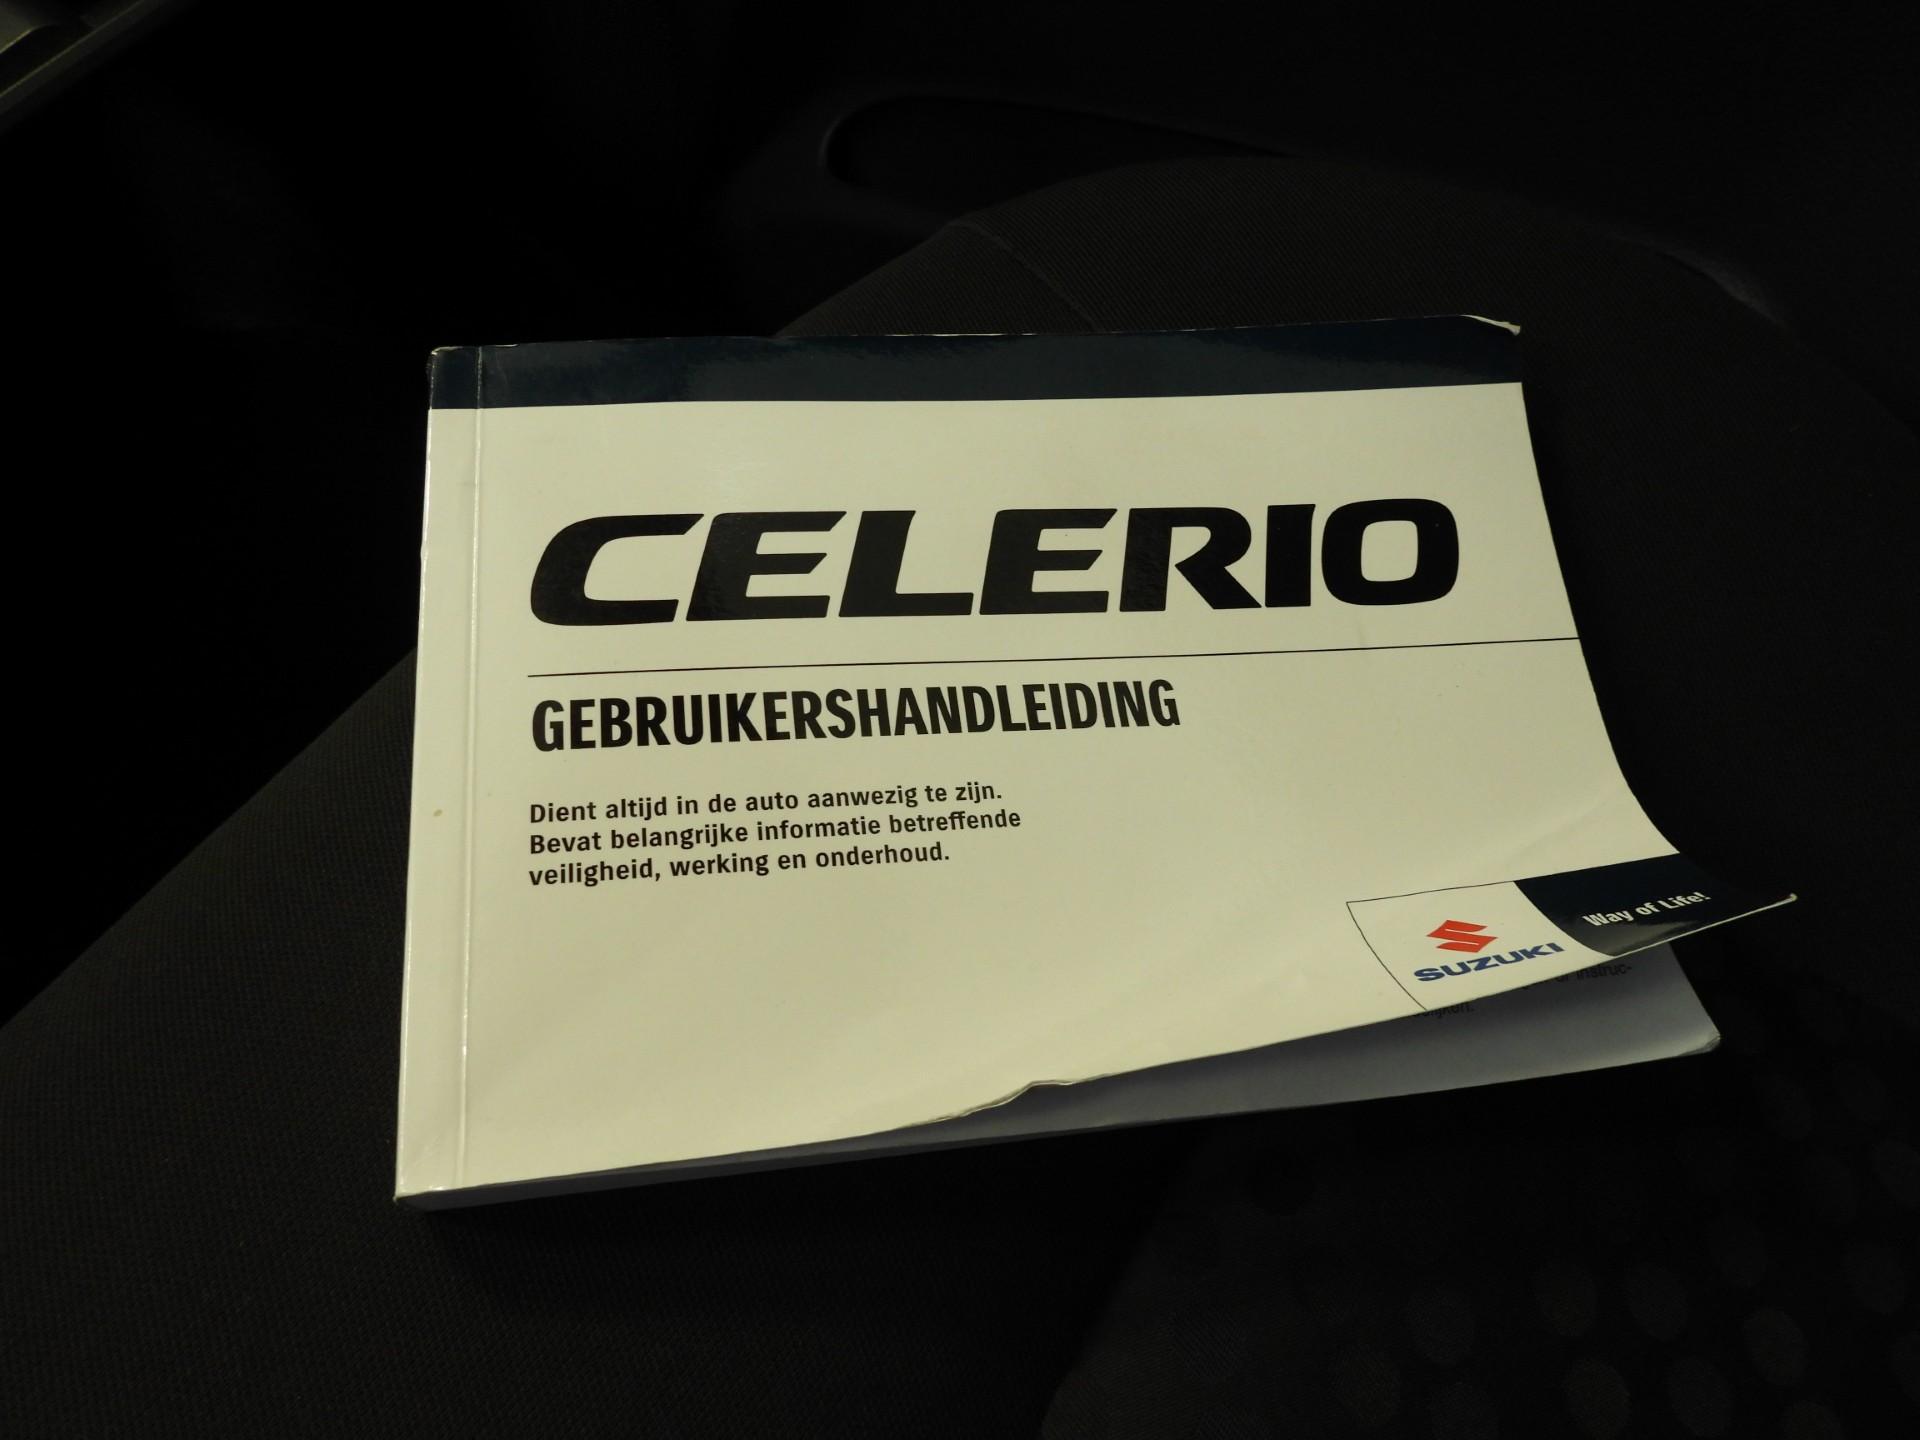 CELERIO
GEBRUIKERSHANDLEIDING
Dient altijd in de auto aanwezig te zijn.
Bevat belangrijke informatie betreffende
veiligheid, werking en onderhoud.
SUZUKI
Way of Life!
instruc-